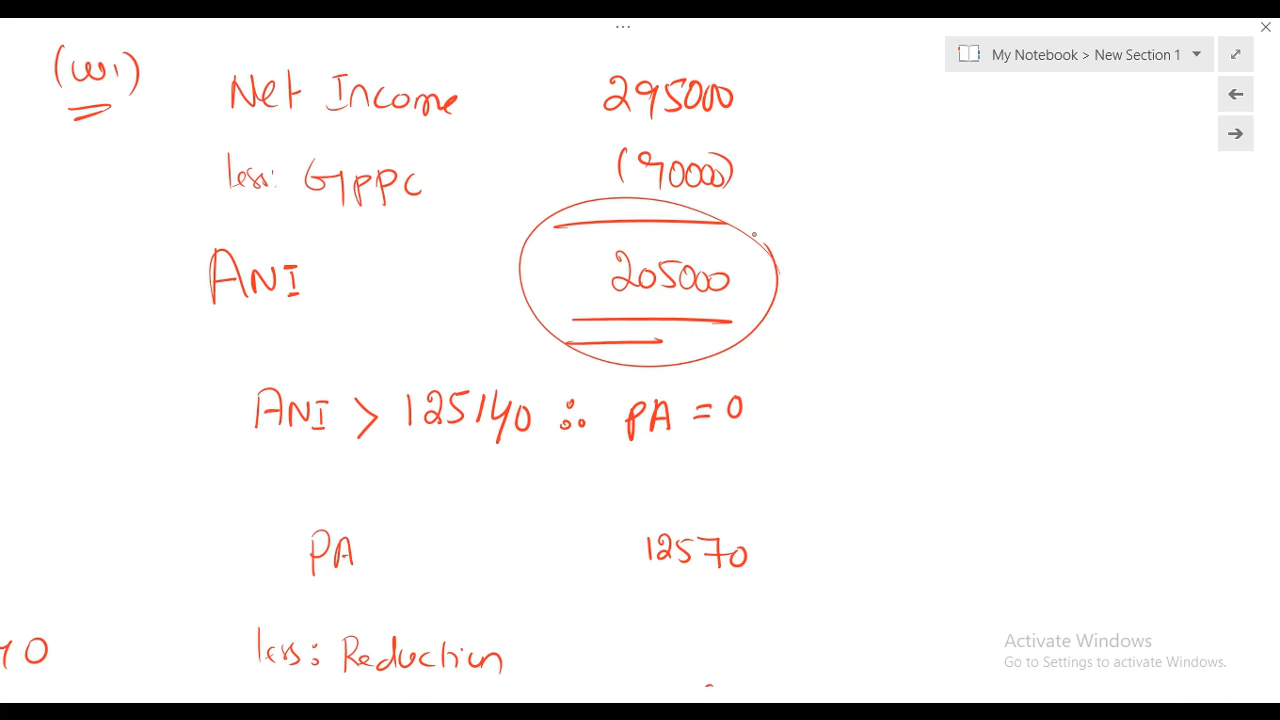 My Notebook > New Section 1
(W1)
Net Income 295000
less: GPPC (90000)
ANI 205000
ANI > 125140 ∴ PA = 0
PA 12570
40 less: Reduction
Activate Windows
Go to Settings to activate Windows.